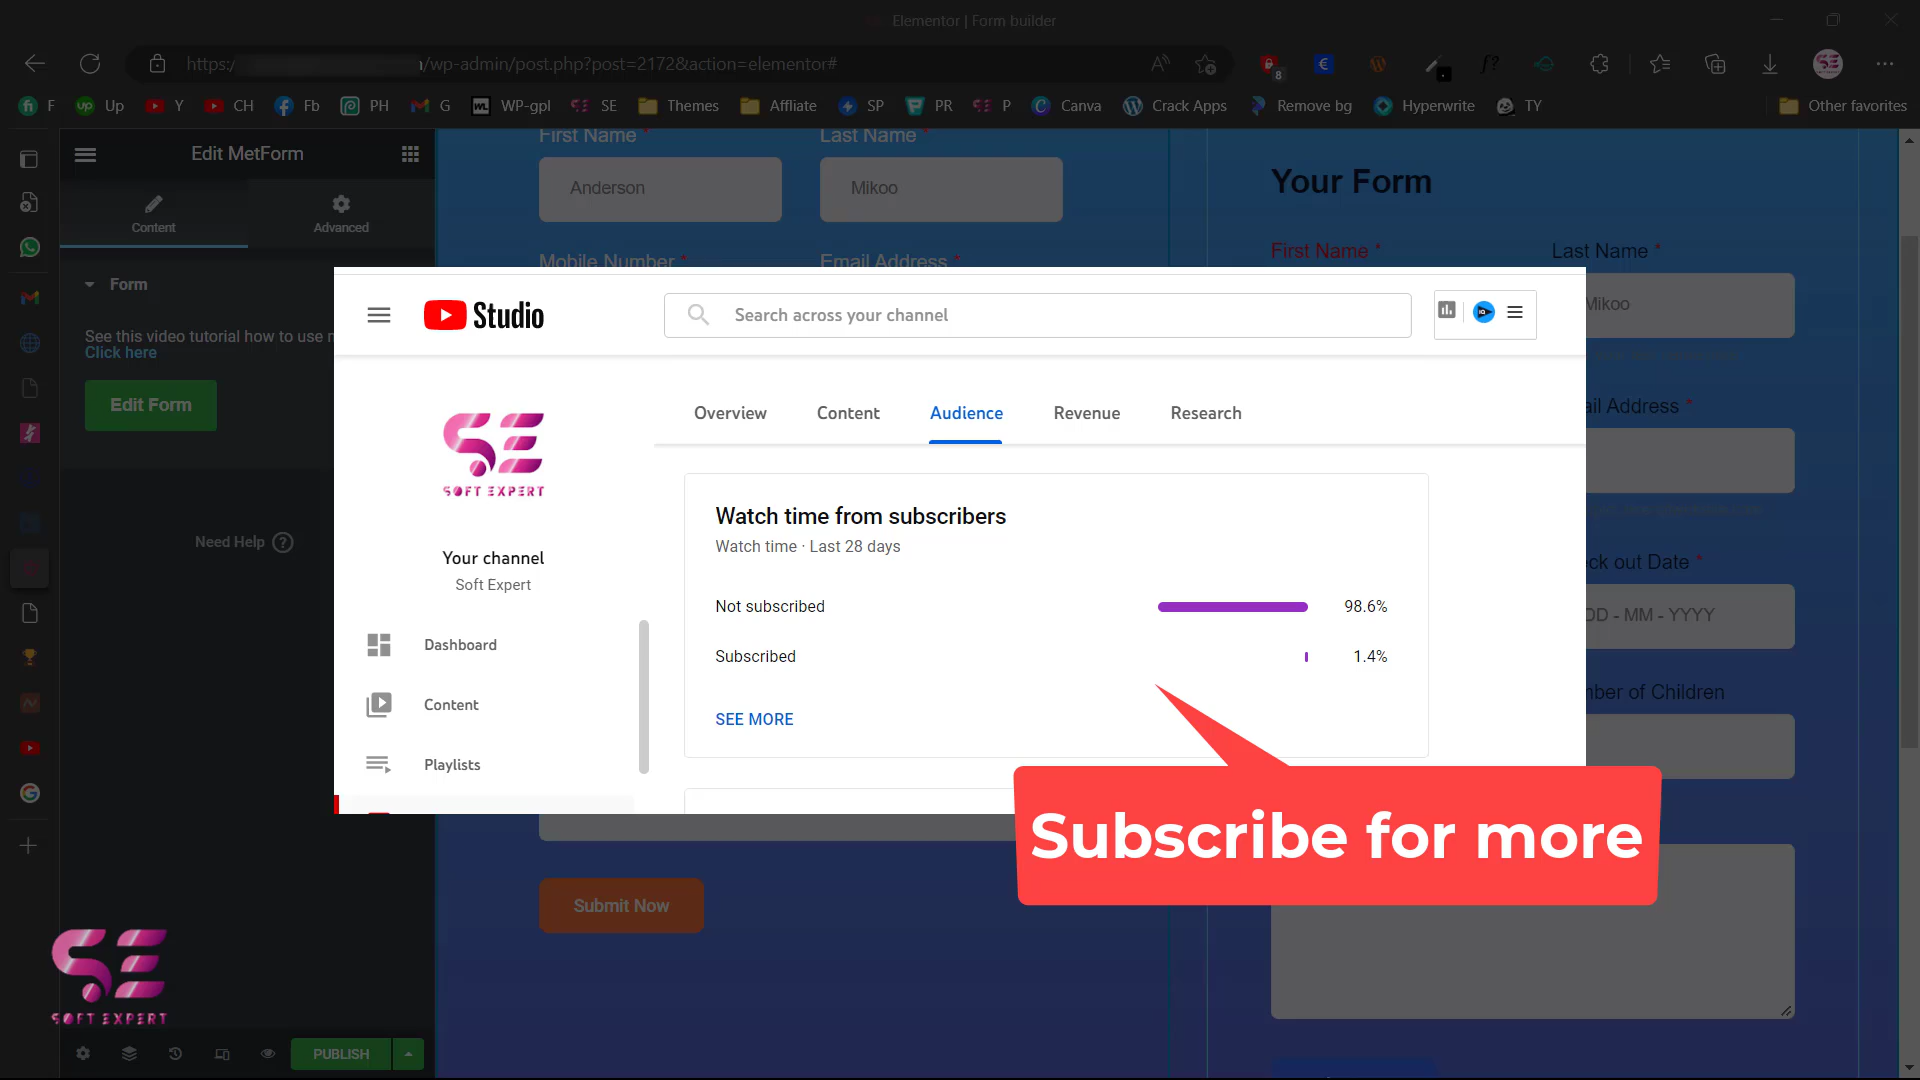 Elementor | Form builder
https:/
/wp-admin/post.php?post=2172&action=elementor#
8
F
Up
Y
CH
Fb
PH
G
WP-gpl
SE
Themes
Affliate
SP
PR
P
Canva
Crack Apps
Remove bg
Hyperwrite
TY
Other favorites
Edit MetForm
Content
Advanced
Form
See this video tutorial how to use
Click here
Edit Form
Need Help
PUBLISH
First Name *
Last Name *
Anderson
Mikoo
Mobile Number *
Email Address *
Submit Now
Your Form
First Name *
Last Name *
Mikoo
ail Address *
ck out Date *
DD - MM - YYYY
ber of Children
Studio
Search across your channel
SOFT EXPERT
Your channel
Soft Expert
Dashboard
Content
Playlists
Overview
Content
Audience
Revenue
Research
Watch time from subscribers
Watch time · Last 28 days
Not subscribed
98.6%
Subscribed
1.4%
SEE MORE
Subscribe for more
SE
SOFT EXPERT